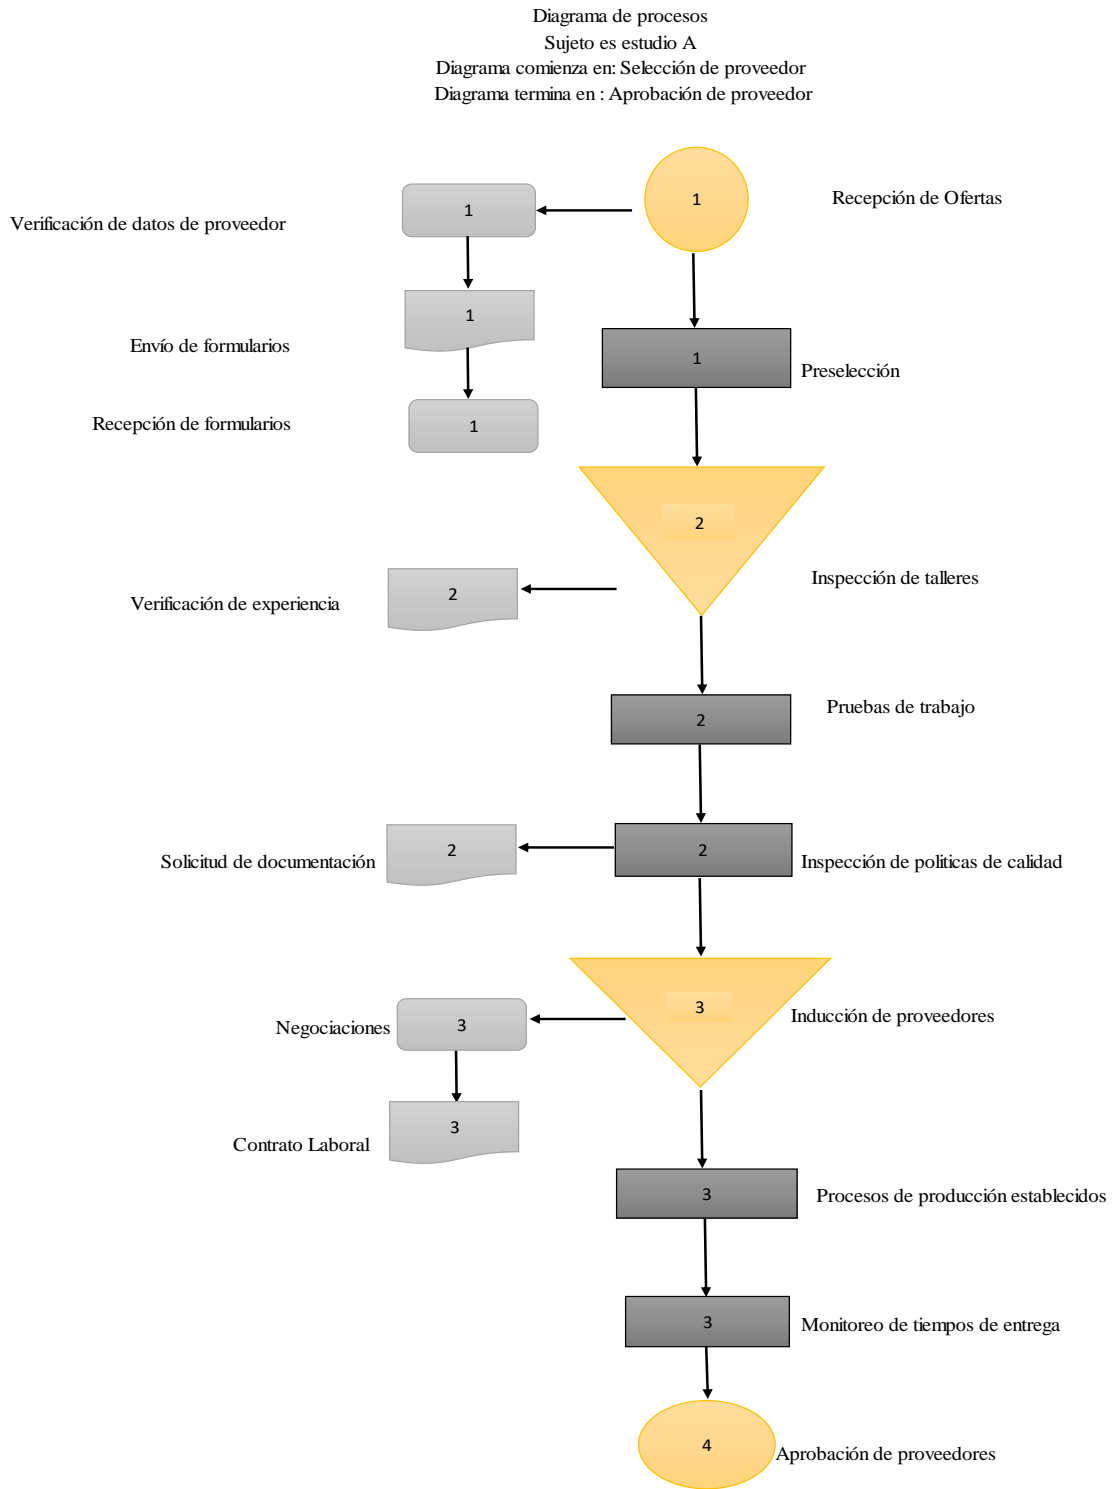 Diagrama de procesos
Sujeto es estudio A
Diagrama comienza en: Selección de proveedor
Diagrama termina en : Aprobación de proveedor
1
Recepción de Ofertas
1
Verificación de datos de proveedor
1
Envío de formularios
1
Preselección
1
Recepción de formularios
2
Inspección de talleres
2
Verificación de experiencia
2
Pruebas de trabajo
2
Inspección de politicas de calidad
2
Solicitud de documentación
3
Inducción de proveedores
3
Negociaciones
3
Contrato Laboral
3
Procesos de producción establecidos
3
Monitoreo de tiempos de entrega
4
Aprobación de proveedores